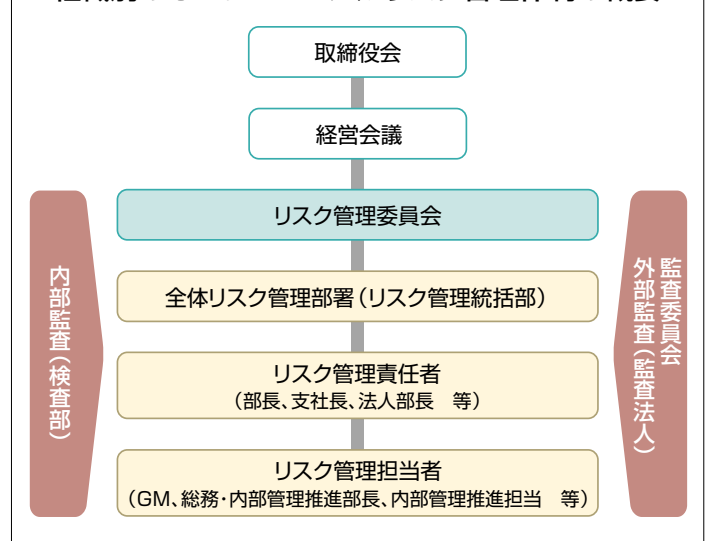 取締役会
経営会議
リスク管理委員会
全体リスク管理部署（リスク管理統括部）
リスク管理責任者
（部長、支社長、法人部長　等）
リスク管理担当者
（GM、総務・内部管理推進部長、内部管理推進担当　等）
内部監査（検査部）
監査委員会
外部監査（監査法人）